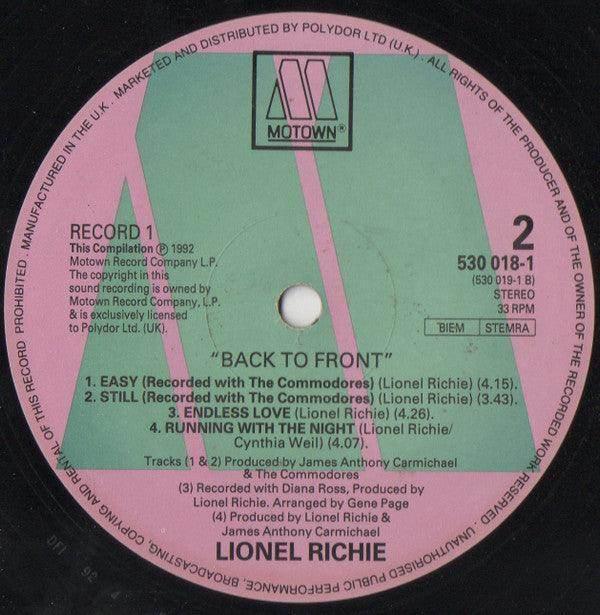 MANUFACTURED IN THE U.K. · MARKETED AND DISTRIBUTED BY POLYDOR LTD (U.K.) · ALL RIGHTS OF THE PRODUCER AND OF THE OWNER OF THE RECORDED WORK RESERVED · UNAUTHORISED PUBLIC PERFORMANCE, BROADCASTING, COPYING AND RENTAL OF THIS RECORD PROHIBITED ·
MOTOWN®
RECORD 1
This Compilation ℗ 1992
Motown Record Company L.P.
The copyright in this
sound recording is owned by
Motown Record Company, L.P.
& is exclusively licensed
to Polydor Ltd. (UK).
2
530 018-1
(530 019-1 B)
STEREO
33 RPM
BIEM STEMRA
"BACK TO FRONT"
1. EASY (Recorded with The Commodores) (Lionel Richie) (4.15).
2. STILL (Recorded with The Commodores) (Lionel Richie) (3.43).
3. ENDLESS LOVE (Lionel Richie) (4.26).
4. RUNNING WITH THE NIGHT (Lionel Richie/
Cynthia Weil) (4.07).
Tracks (1 & 2) Produced by James Anthony Carmichael
& The Commodores
(3) Recorded with Diana Ross, Produced by
Lionel Richie. Arranged by Gene Page
(4) Produced by Lionel Richie &
James Anthony Carmichael
LIONEL RICHIE